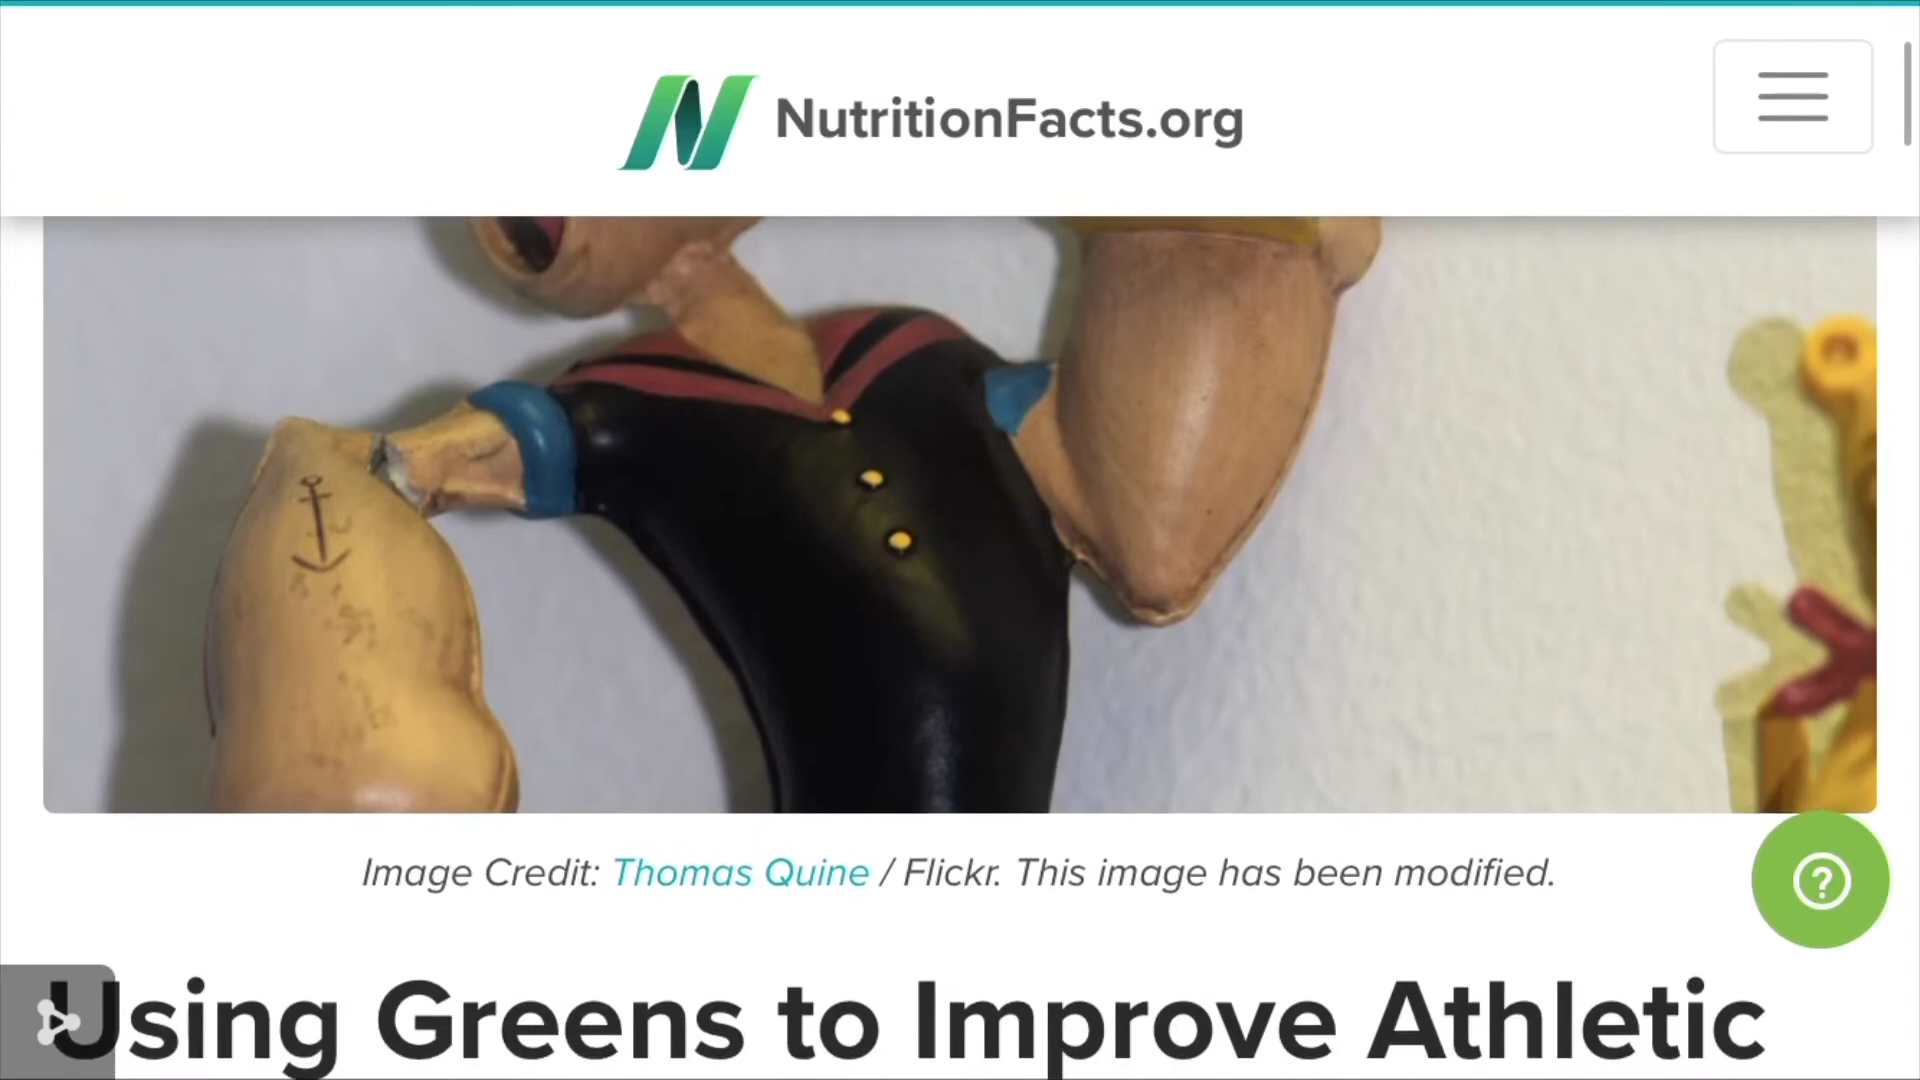 NutritionFacts.org
Image Credit: Thomas Quine / Flickr. This image has been modified.
Using Greens to Improve Athletic